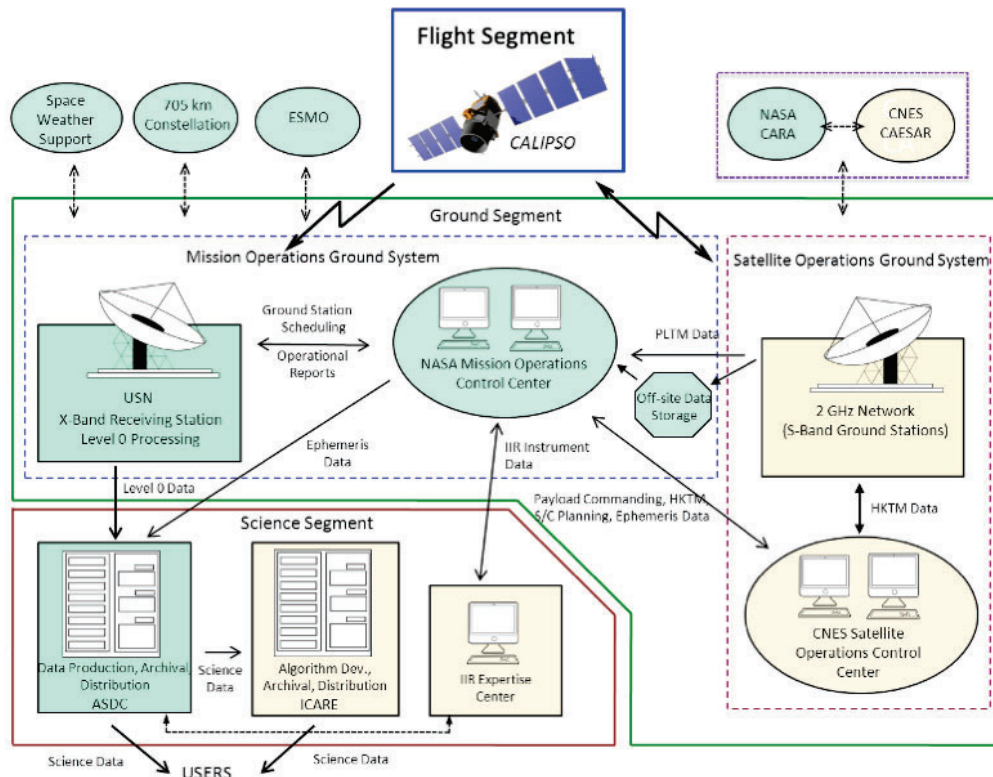 Flight Segment
CALIPSO
Space
Weather
Support
705 km
Constellation
ESMO
NASA
CARA
CNES
CAESAR
Ground Segment
Mission Operations Ground System
Satellite Operations Ground System
Ground Station
Scheduling
Operational
Reports
NASA Mission Operations
Control Center
PLTM Data
Off-site Data
Storage
USN
X-Band Receiving Station
Level 0 Processing
2 GHz Network
(S-Band Ground Stations)
Ephemeris
Data
IIR Instrument
Data
Level 0 Data
Payload Commanding, HKTM,
S/C Planning, Ephemeris Data
HKTM Data
Science Segment
Data Production, Archival,
Distribution
ASDC
Science
Data
Algorithm Dev.,
Archival, Distribution
ICARE
IIR Expertise
Center
CNES Satellite
Operations Control
Center
Science Data
Science Data
USERS